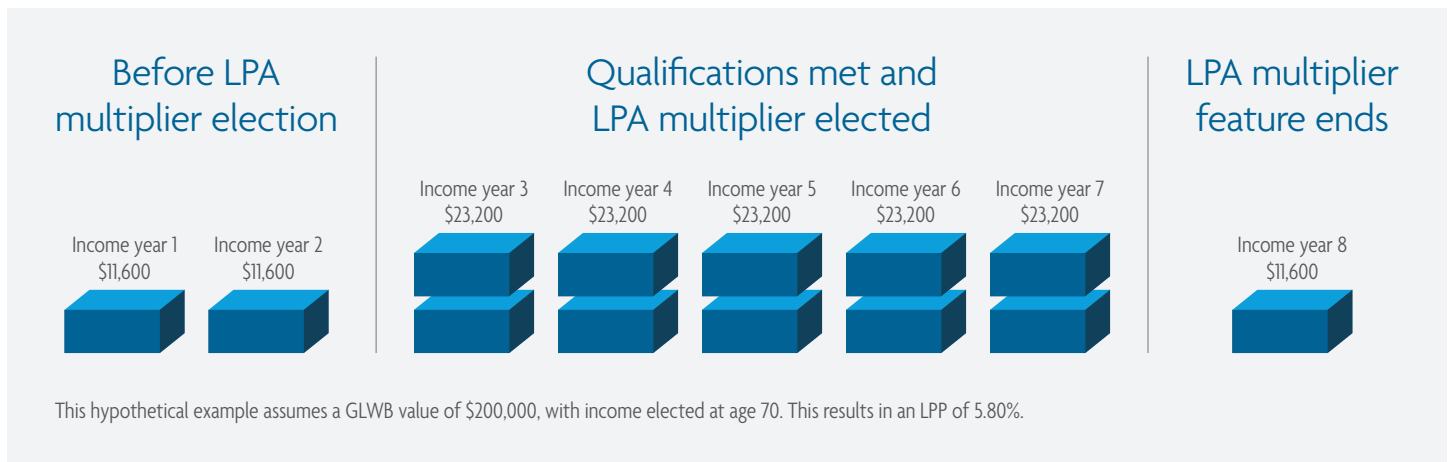 Before LPA
multiplier election
Qualifications met and
LPA multiplier elected
LPA multiplier
feature ends
Income year 1
$11,600
Income year 2
$11,600
Income year 3
$23,200
Income year 4
$23,200
Income year 5
$23,200
Income year 6
$23,200
Income year 7
$23,200
Income year 8
$11,600
This hypothetical example assumes a GLWB value of $200,000, with income elected at age 70. This results in an LPP of 5.80%.